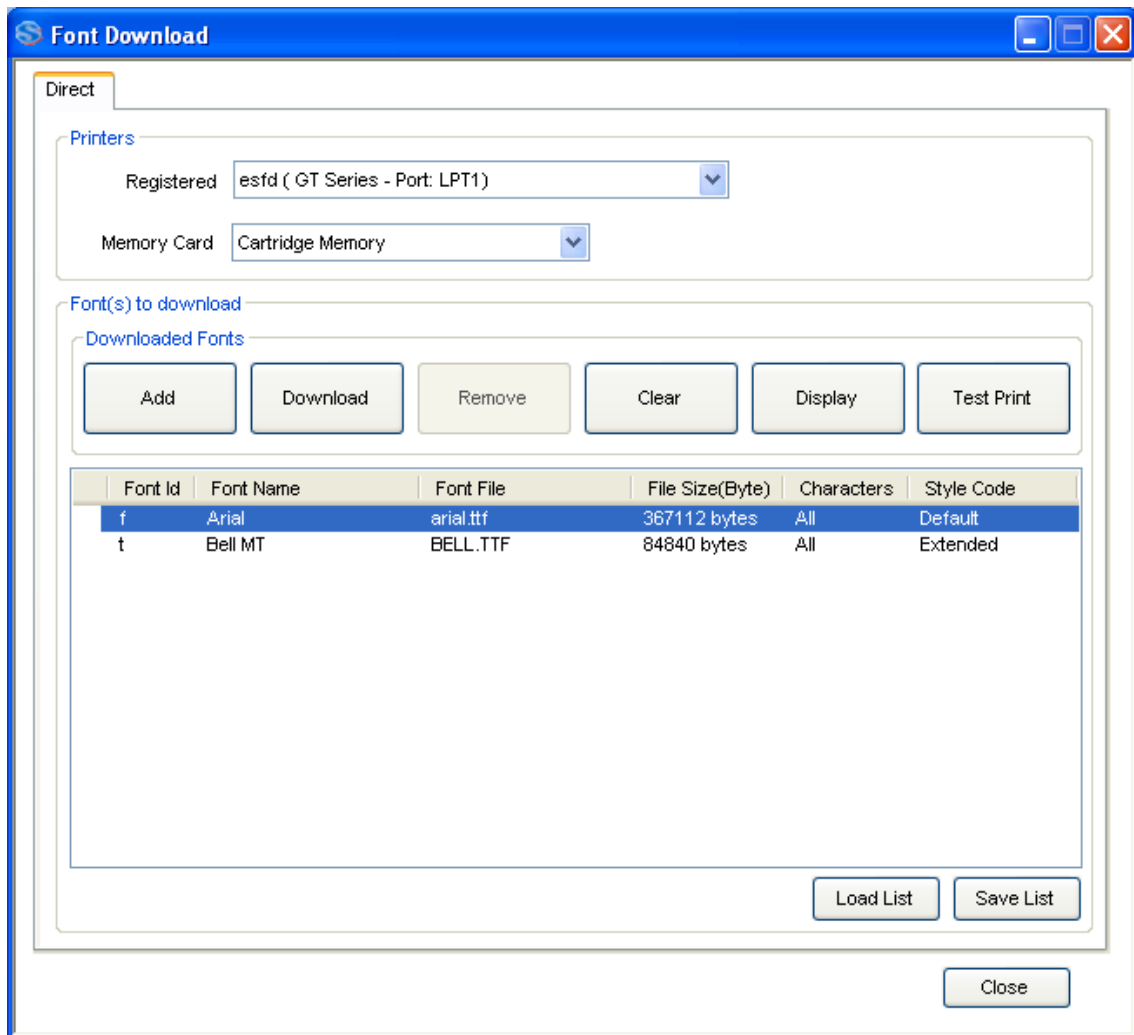 Font Download
Direct
Printers
Registered esfd ( GT Series - Port: LPT1)
Memory Card Cartridge Memory
Font(s) to download
Downloaded Fonts
Add Download Remove Clear Display Test Print
Font Id Font Name Font File File Size(Byte) Characters Style Code
f Arial arial.ttf 367112 bytes All Default
t Bell MT BELL.TTF 84840 bytes All Extended
Load List Save List
Close